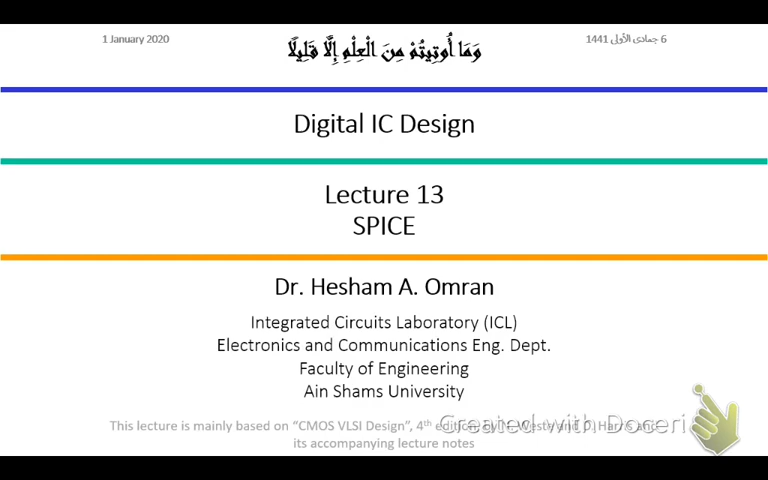 1 January 2020
وَمَا أُوتِيتُمْ مِنَ الْعِلْمِ إِلَّا قَلِيلًا
6 جمادى الأولى 1441
Digital IC Design
Lecture 13
SPICE
Dr. Hesham A. Omran
Integrated Circuits Laboratory (ICL)
Electronics and Communications Eng. Dept.
Faculty of Engineering
Ain Shams University
This lecture is mainly based on “CMOS VLSI Design”, 4th edition, by N. Weste and D. Harris and
its accompanying lecture notes
Created with Doceri